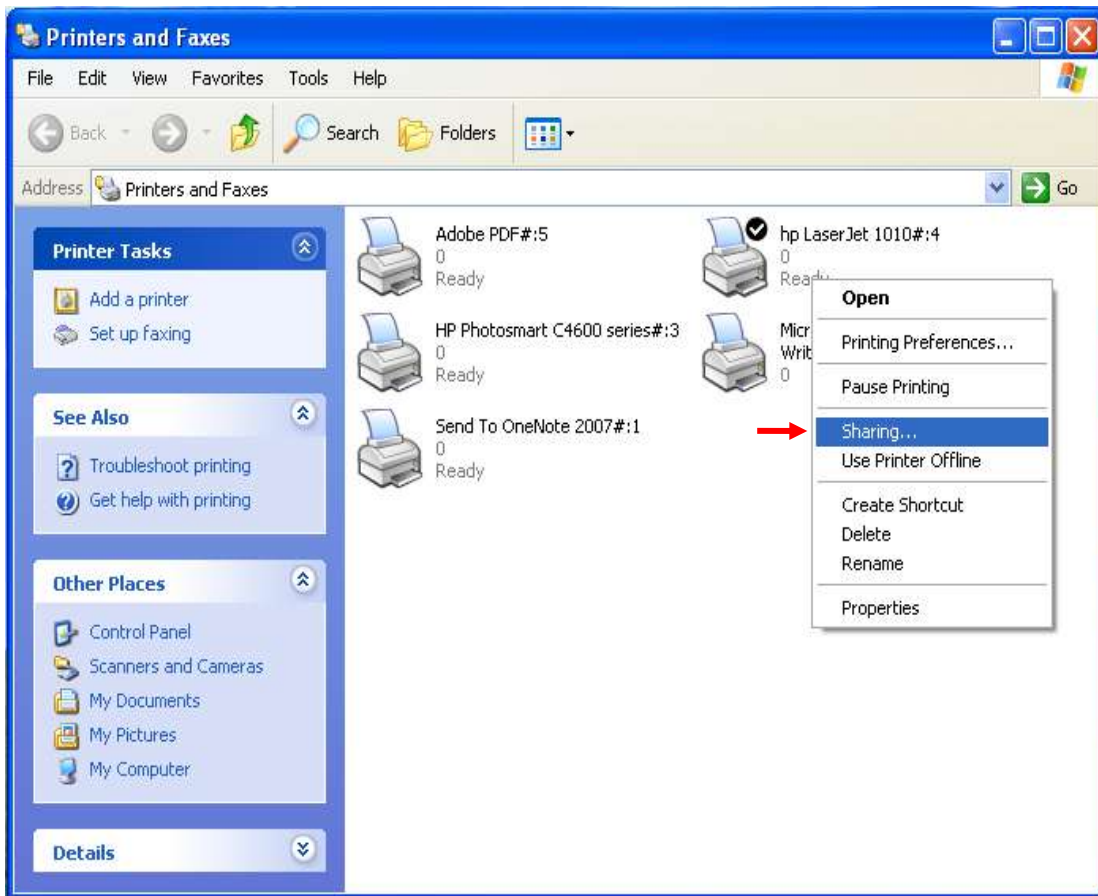 Printers and Faxes
File Edit View Favorites Tools Help
Back Search Folders
Address Printers and Faxes Go
Printer Tasks
Add a printer
Set up faxing
See Also
Troubleshoot printing
Get help with printing
Other Places
Control Panel
Scanners and Cameras
My Documents
My Pictures
My Computer
Details
Adobe PDF#:5
0
Ready
hp LaserJet 1010#:4
0
Ready
HP Photosmart C4600 series#:3
0
Ready
0
Send To OneNote 2007#:1
0
Ready
Open
Printing Preferences...
Pause Printing
Sharing...
Use Printer Offline
Create Shortcut
Delete
Rename
Properties